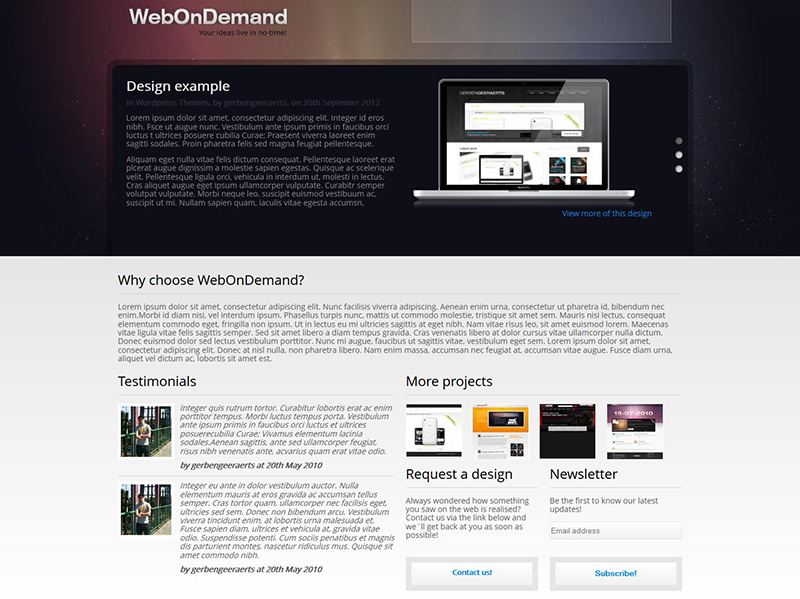 WebOnDemand
Your ideas live in no-time!
Design example
In Wordpress Themes, by gerbengeeraerts, on 20th Septemer 2012
Lorem ipsum dolor sit amet, consectetur adipiscing elit. Integer id eros
nibh. Fsce ut augue nunc. Vestibulum ante ipsum primis in faucibus orci
luctus t ultrices posuere cubilia Curae; Praesent viverra laoreet enim
sagitti sodales. Proin pharetra felis sed magna feugiat pellentesque.
Aliquam eget nulla vitae felis dictum consequat. Pellentesque laoreet erat
plcerat augue dignissim a molestie sapien egestas. Quisque ac scelerique
velit. Pellentesque ligula orci, vehicula in interdum ut, molesti in lectus.
Cras aliquet augue eget ipsum ullamcorper vulputate. Curabitr semper
volutpat vulputate. Morbi neque leo, suscipit euismod vestibuum ac,
suscipit ut mi. Nullam sapien quam, iaculis vitae egesta accumsn,
GERBENGEERAERTS
View more of this design
Why choose WebOnDemand?
Lorem ipsum dolor sit amet, consectetur adipiscing elit. Nunc facilisis viverra adipiscing. Aenean enim urna, consectetur ut pharetra id, bibendum nec
enim.Morbi id diam nisi, vel interdum ipsum. Phasellus turpis nunc, mattis ut commodo molestie, tristique sit amet sem. Mauris nisi lectus, consequat
elementum commodo eget, fringilla non ipsum. Ut in lectus eu mi ultricies sagittis at eget nibh. Nam vitae risus leo, sit amet euismod lorem. Maecenas
vitae ligula vitae felis sagittis semper. Sed sit amet libero a diam tempus gravida. Cras venenatis libero at dolor cursus vitae ullamcorper nulla dictum.
Donec euismod dolor sed lectus vestibulum porttitor. Nunc mi augue, faucibus ut sagittis vitae, vestibulum eget sem. Lorem ipsum dolor sit amet,
consectetur adipiscing elit. Donec at nisl nulla, non pharetra libero. Nam enim massa, accumsan nec feugiat at, accumsan vitae augue. Fusce diam urna,
aliquet vel dictum ac, lobortis sit amet est.
Testimonials
Integer quis rutrum tortor. Curabitur lobortis erat ac enim
porttitor tempus. Morbi luctus tempus porta. Vestibulum
ante ipsum primis in faucibus orci luctus et ultrices
posuerecubilia Curae; Vivamus elementum lacinia
sodales.Aenean sagittis, ante sed ullamcorper feugiat,
risus nibh venenatis ante, acvarius quam erat vitae odio.
by gerbengeeraerts at 20th May 2010
Integer eu ante in dolor vestibulum auctor. Nulla
elementum mauris at eros gravida ac accumsan tellus
semper. Cras tortor quam, ullamcorper nec facilisis eget,
ultricies sed sem. Donec non bibendum arcu. Vestibulum
viverra tincidunt enim, at lobortis urna malesuada et.
Fusce sapien diam, ultrices et vehicula at, gravida vitae
odio. Suspendisse potenti. Cum sociis penatibus et magnis
dis parturient montes, nascetur ridiculus mus. Quisque sit
amet commodo nibh.
by gerbengeeraerts at 20th May 2010
More projects
15-07-2010
Request a design
Always wondered how something
you saw on the web is realised?
Contact us via the link below and
we`ll get back at you as soon as
possible!
Contact us!
Newsletter
Be the first to know our latest
updates!
Email address
Subscribe!